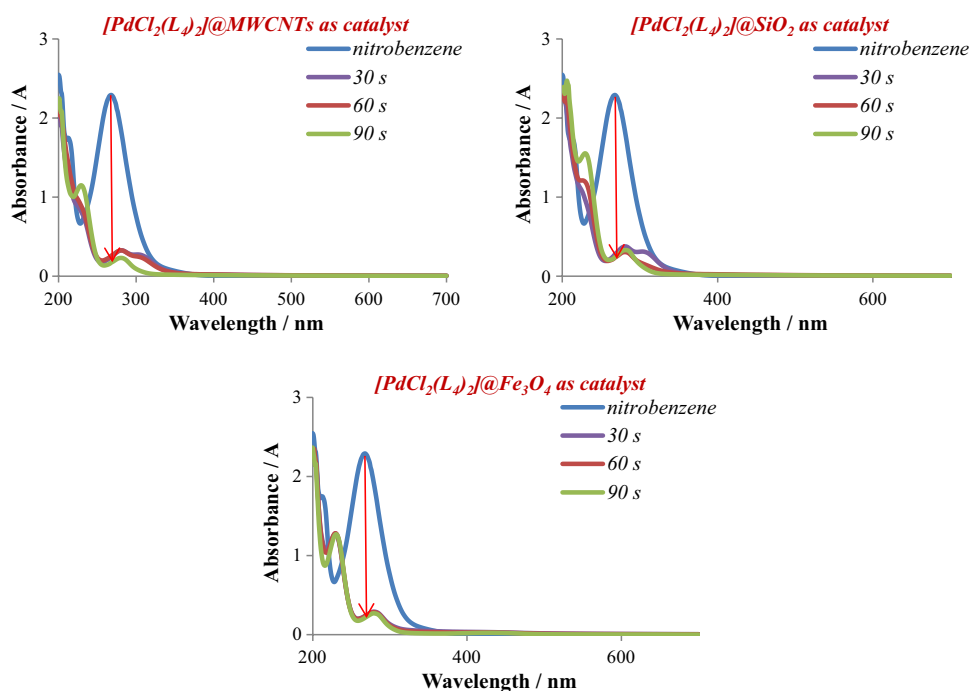 [PdCl₂(L₄)₂]@MWCNTs as catalyst
3
2
1
0
Absorbance / A
nitrobenzene
30 s
60 s
90 s
200 300 400 500 600 700
Wavelength / nm
[PdCl₂(L₄)₂]@SiO₂ as catalyst
3
2
1
0
Absorbance / A
nitrobenzene
30 s
60 s
90 s
200 400 600
Wavelength / nm
[PdCl₂(L₄)₂]@Fe₃O₄ as catalyst
3
2
1
0
Absorbance / A
nitrobenzene
30 s
60 s
90 s
200 400 600
Wavelength / nm